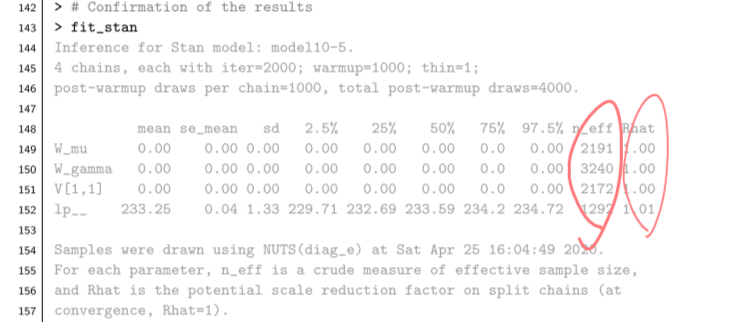 142 > # Confirmation of the results
143 > fit_stan
144 Inference for Stan model: model10-5.
145 4 chains, each with iter=2000; warmup=1000; thin=1;
146 post-warmup draws per chain=1000, total post-warmup draws=4000.
147
148 mean se_mean sd 2.5% 25% 50% 75% 97.5% n_eff Rhat
149 W_mu 0.00 0.00 0.00 0.00 0.00 0.00 0.0 0.00 2191 1.00
150 W_gamma 0.00 0.00 0.00 0.00 0.00 0.00 0.0 0.00 3240 1.00
151 V[1,1] 0.00 0.00 0.00 0.00 0.00 0.00 0.0 0.00 2172 1.00
152 lp__ 233.25 0.04 1.33 229.71 232.69 233.59 234.2 234.72 1292 1.01
153
154 Samples were drawn using NUTS(diag_e) at Sat Apr 25 16:04:49 2020.
155 For each parameter, n_eff is a crude measure of effective sample size,
156 and Rhat is the potential scale reduction factor on split chains (at
157 convergence, Rhat=1).